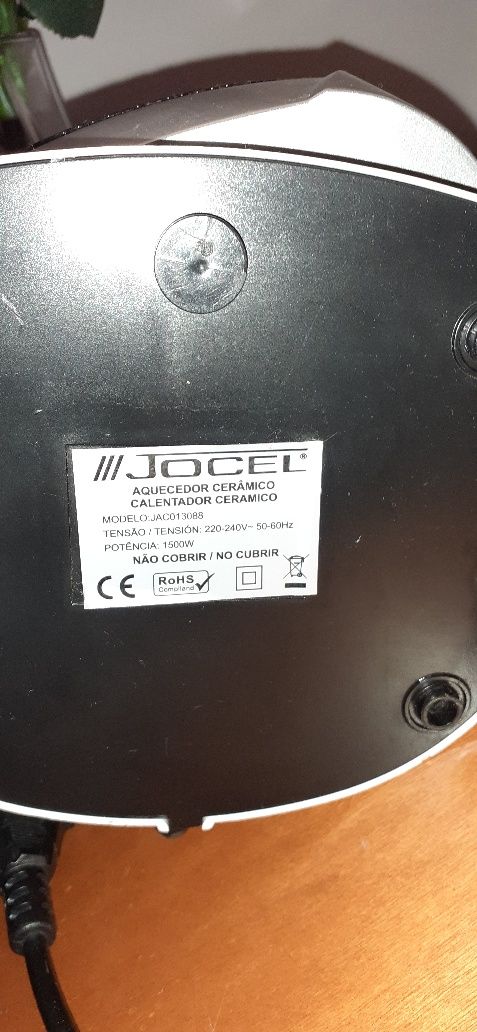 JOCEL®
AQUECEDOR CERÂMICO
CALENTADOR CERAMICO
MODELO:JAC013088
TENSÃO / TENSIÓN: 220-240V~ 50-60Hz
POTÊNCIA: 1500W
NÃO COBRIR / NO CUBRIR
CE
RoHS
Compliand